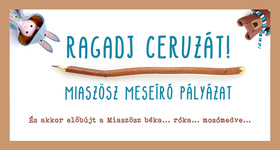 RAGADJ CERUZÁT!
MIASZÖSZ MESEÍRÓ PÁLYÁZAT
És akkor előbújt a Miaszösz béka... róka... mosómedve...